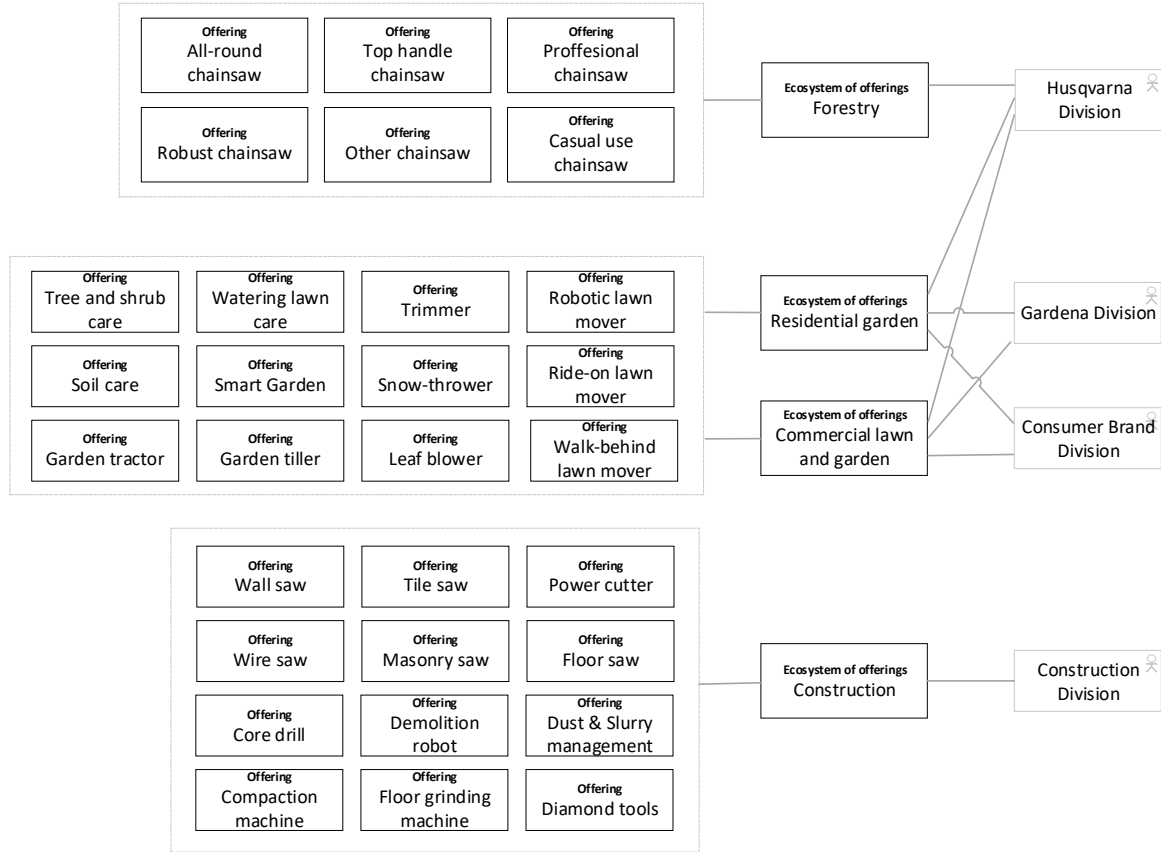 Offering
All-round
chainsaw
Offering
Top handle
chainsaw
Offering
Proffesional
chainsaw
Offering
Robust chainsaw
Offering
Other chainsaw
Offering
Casual use
chainsaw
Ecosystem of offerings
Forestry
Husqvarna
Division
Offering
Tree and shrub
care
Offering
Watering lawn
care
Offering
Trimmer
Offering
Robotic lawn
mover
Offering
Soil care
Offering
Smart Garden
Offering
Snow-thrower
Offering
Ride-on lawn
mover
Offering
Garden tractor
Offering
Garden tiller
Offering
Leaf blower
Offering
Walk-behind
lawn mover
Ecosystem of offerings
Residential garden
Gardena Division
Ecosystem of offerings
Commercial lawn
and garden
Consumer Brand
Division
Offering
Wall saw
Offering
Tile saw
Offering
Power cutter
Offering
Wire saw
Offering
Masonry saw
Offering
Floor saw
Offering
Core drill
Offering
Demolition
robot
Offering
Dust & Slurry
management
Offering
Compaction
machine
Offering
Floor grinding
machine
Offering
Diamond tools
Ecosystem of offerings
Construction
Construction
Division